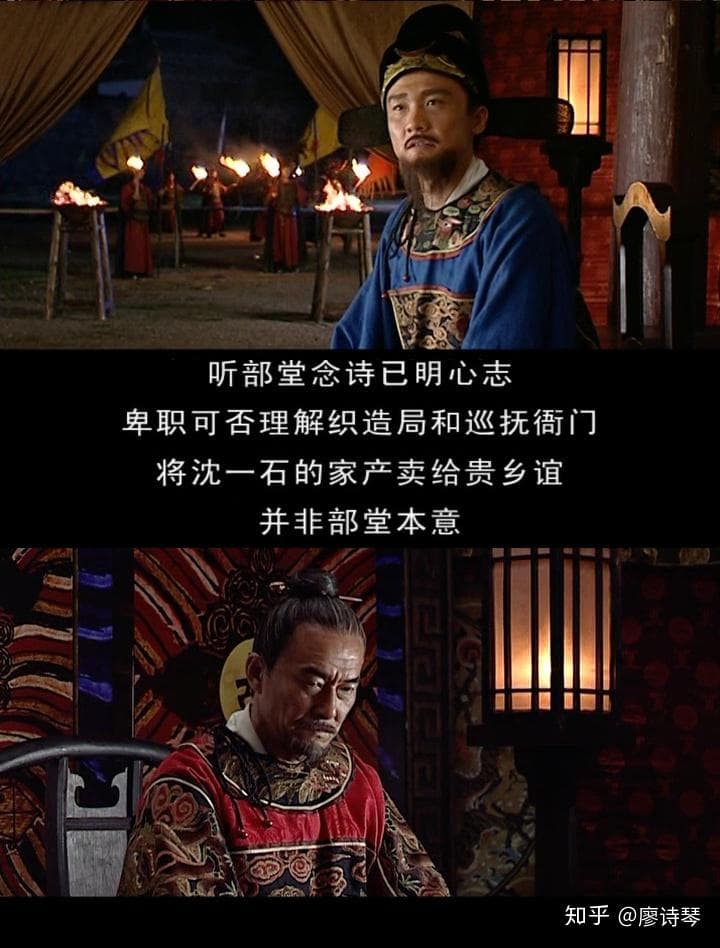 听部堂念诗已明心志
卑职可否理解织造局和巡抚衙门
将沈一石的家产卖给贵乡谊
并非部堂本意
知乎 @廖诗琴